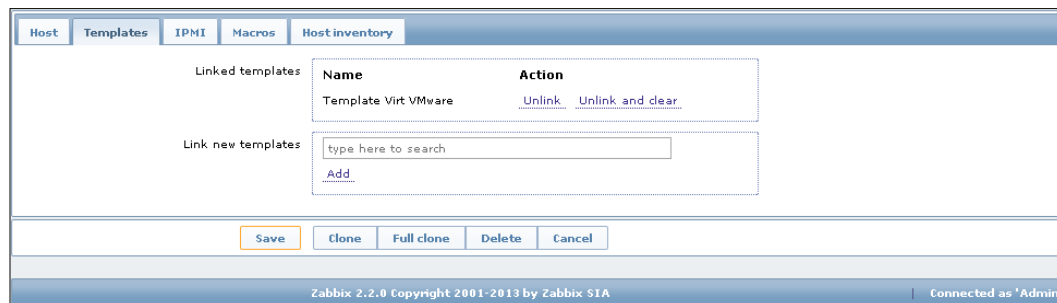 Host Templates IPMI Macros Host inventory
Linked templates Name Action
Template Virt VMware Unlink Unlink and clear
Link new templates type here to search
Add
Save Clone Full clone Delete Cancel
Zabbix 2.2.0 Copyright 2001-2013 by Zabbix SIA | Connected as 'Admin